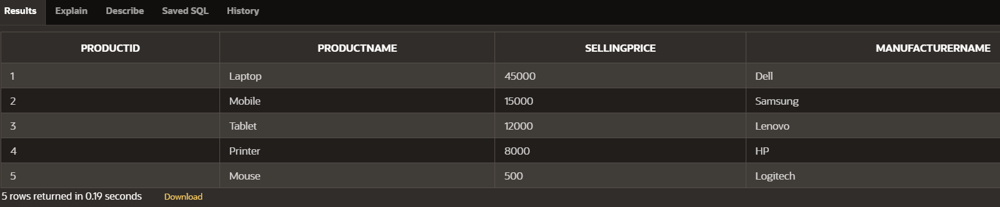 Results Explain Describe Saved SQL History
PRODUCTID PRODUCTNAME SELLINGPRICE MANUFACTURERNAME
1 Laptop 45000 Dell
2 Mobile 15000 Samsung
3 Tablet 12000 Lenovo
4 Printer 8000 HP
5 Mouse 500 Logitech
5 rows returned in 0.19 seconds Download